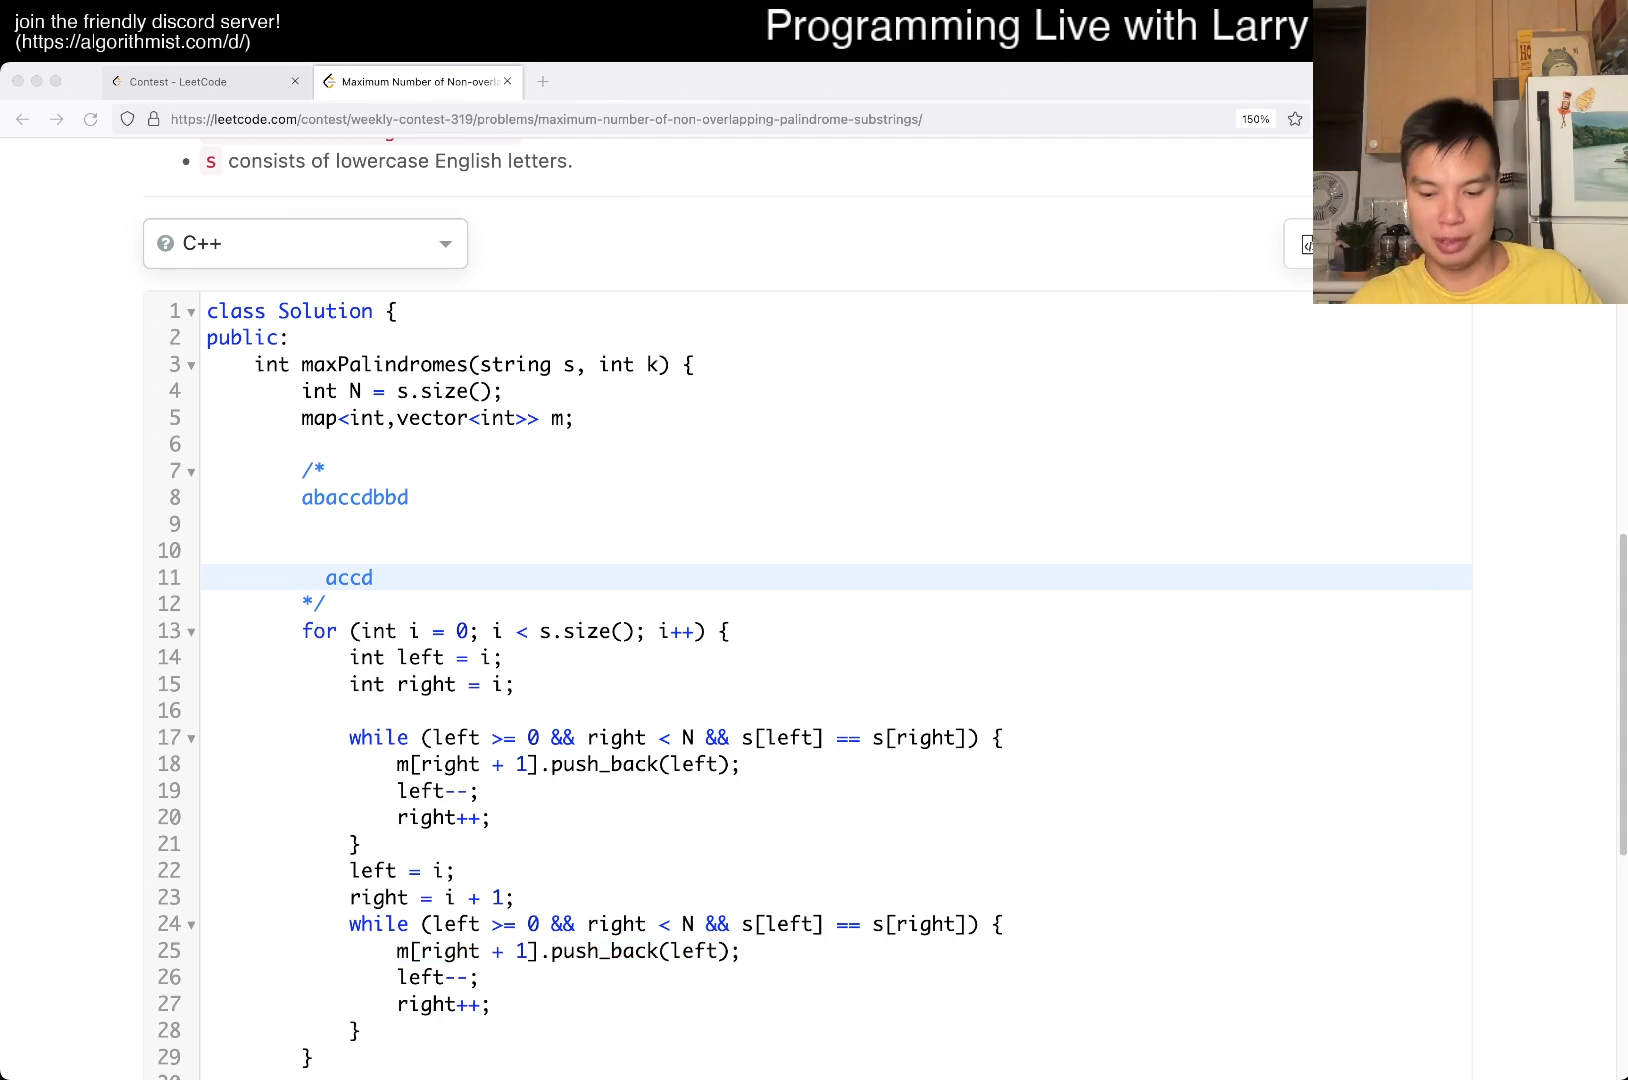 join the friendly discord server!
(https://algorithmist.com/d/)
Programming Live with Larry
Contest - LeetCode
Maximum Number of Non-overl
https://leetcode.com/contest/weekly-contest-319/problems/maximum-number-of-non-overlapping-palindrome-substrings/
150%
• s consists of lowercase English letters.
C++
1 class Solution {
2 public:
3 int maxPalindromes(string s, int k) {
4 int N = s.size();
5 map<int,vector<int>> m;
6
7 /*
8 abaccdbbd
9
10
11 accd
12 */
13 for (int i = 0; i < s.size(); i++) {
14 int left = i;
15 int right = i;
16
17 while (left >= 0 && right < N && s[left] == s[right]) {
18 m[right + 1].push_back(left);
19 left--;
20 right++;
21 }
22 left = i;
23 right = i + 1;
24 while (left >= 0 && right < N && s[left] == s[right]) {
25 m[right + 1].push_back(left);
26 left--;
27 right++;
28 }
29 }